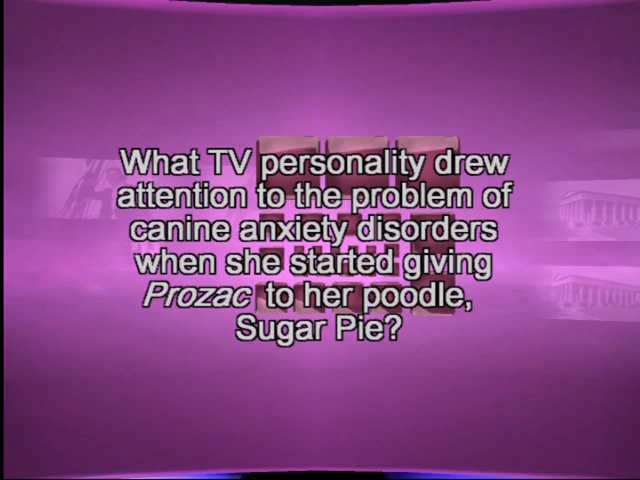 What TV personality drew
attention to the problem of
canine anxiety disorders
when she started giving
Prozac to her poodle,
Sugar Pie?